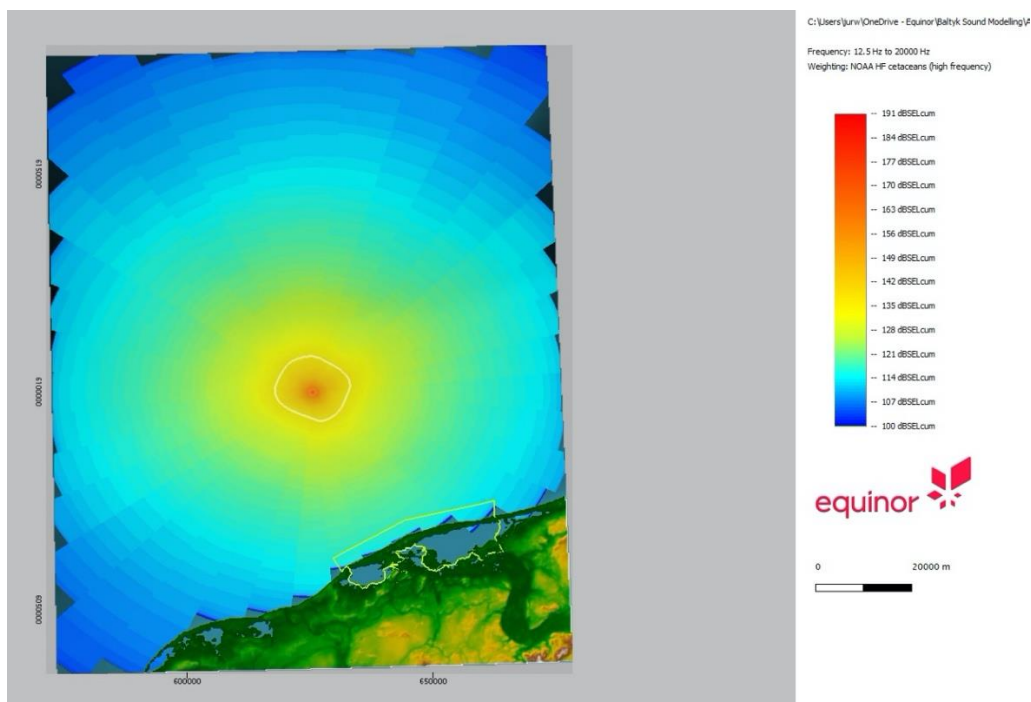 C:\Users\jurw\OneDrive - Equinor\Baltyk Sound Modelling\A
Frequency: 12.5 Hz to 20000 Hz
Weighting: NOAA HF cetaceans (high frequency)
-- 191 dBSELcum
-- 184 dBSELcum
-- 177 dBSELcum
-- 170 dBSELcum
-- 163 dBSELcum
-- 156 dBSELcum
-- 149 dBSELcum
-- 142 dBSELcum
-- 135 dBSELcum
-- 128 dBSELcum
-- 121 dBSELcum
-- 114 dBSELcum
-- 107 dBSELcum
-- 100 dBSELcum
equinor
0 20000 m
6150000
6100000
6050000
600000 650000